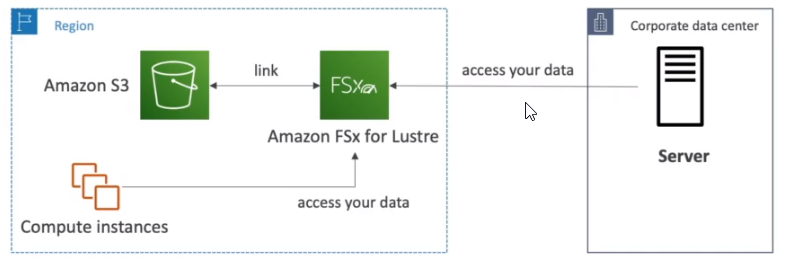 Region
Corporate data center
Amazon S3
link
FSx
access your data
Amazon FSx for Lustre
Server
access your data
Compute instances